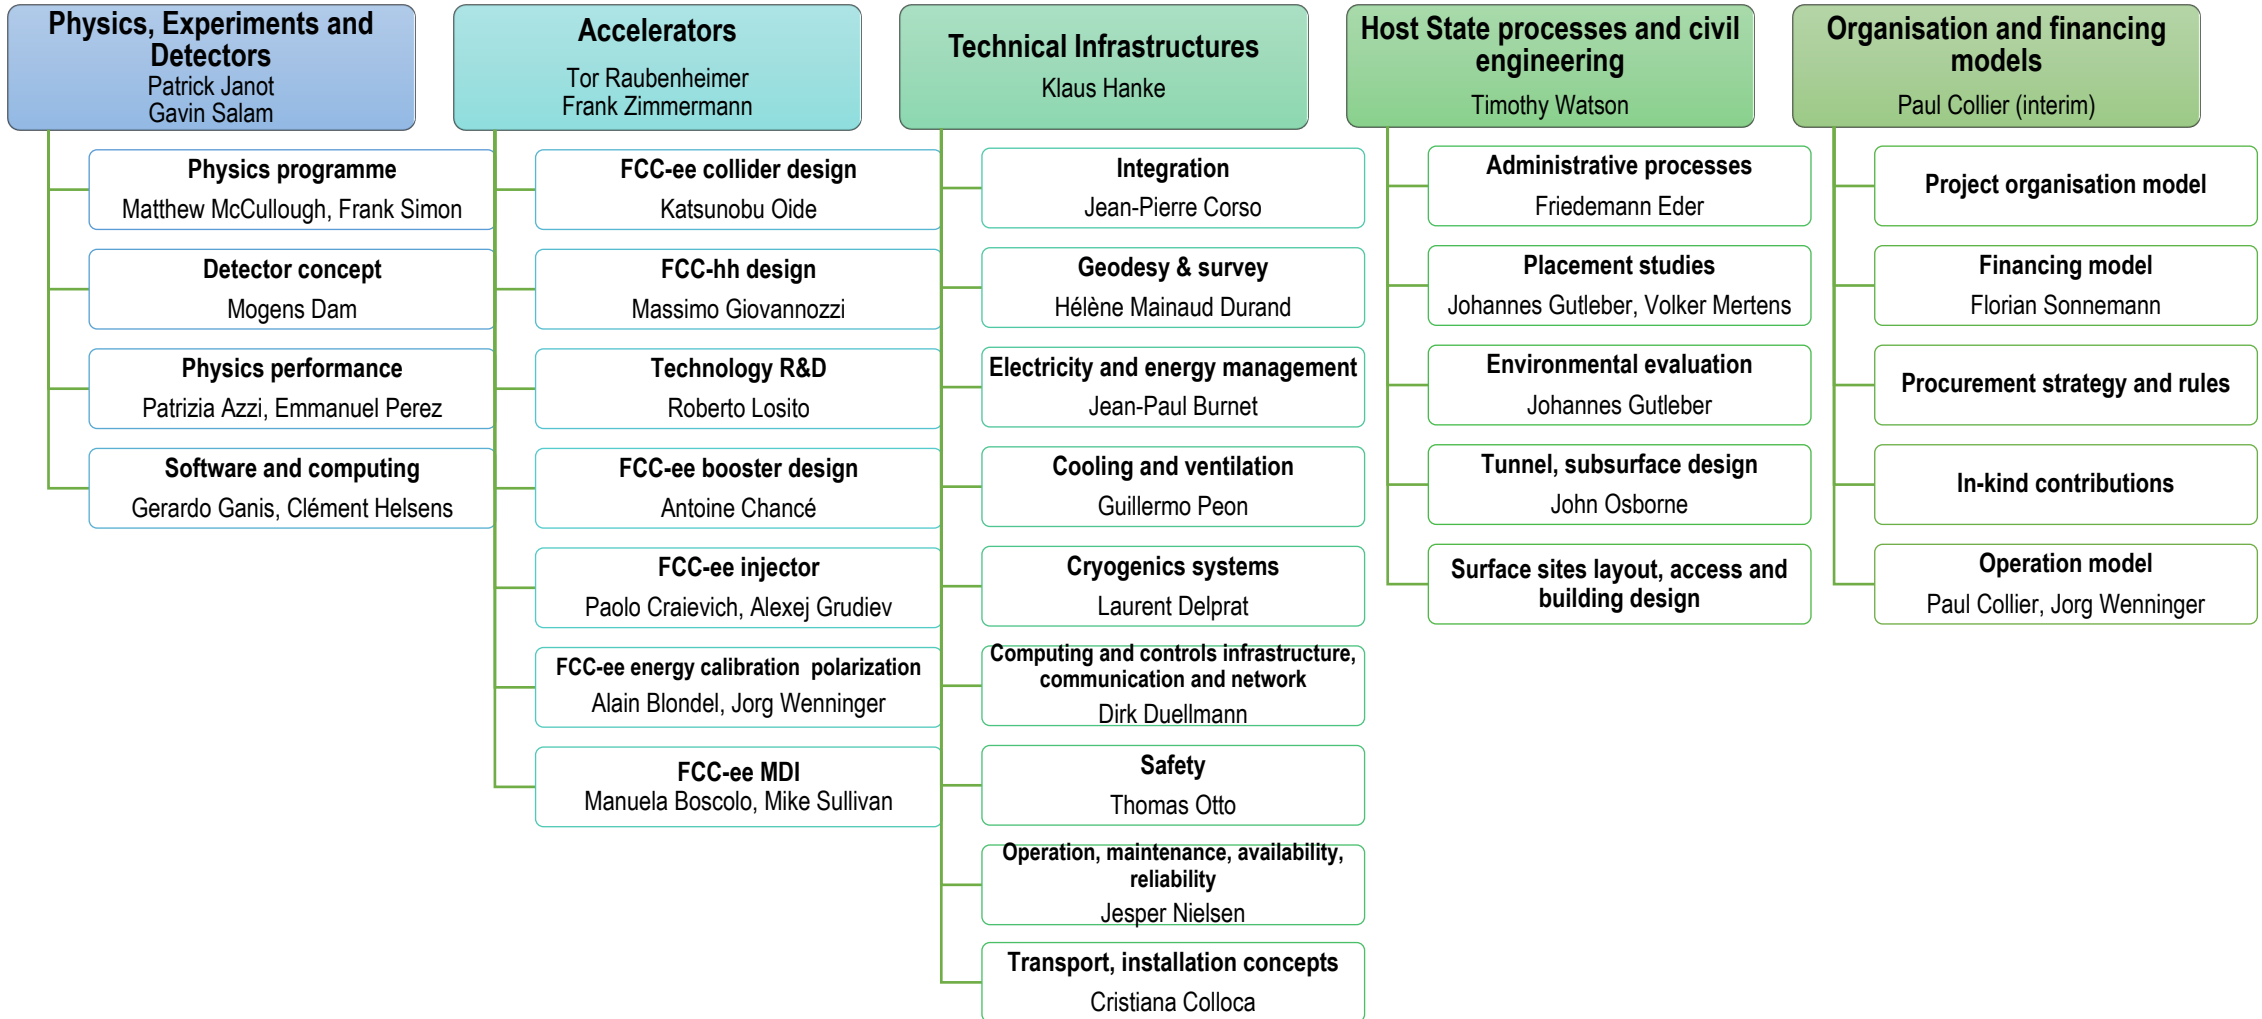 Physics, Experiments and
Detectors
Patrick Janot
Gavin Salam
Physics programme
Matthew McCullough, Frank Simon
Detector concept
Mogens Dam
Physics performance
Patrizia Azzi, Emmanuel Perez
Software and computing
Gerardo Ganis, Clément Helsens
Accelerators
Tor Raubenheimer
Frank Zimmermann
FCC-ee collider design
Katsunobu Oide
FCC-hh design
Massimo Giovannozzi
Technology R&D
Roberto Losito
FCC-ee booster design
Antoine Chancé
FCC-ee injector
Paolo Craievich, Alexej Grudiev
FCC-ee energy calibration  polarization
Alain Blondel, Jorg Wenninger
FCC-ee MDI
Manuela Boscolo, Mike Sullivan
Technical Infrastructures
Klaus Hanke
Integration
Jean-Pierre Corso
Geodesy & survey
Hélène Mainaud Durand
Electricity and energy management
Jean-Paul Burnet
Cooling and ventilation
Guillermo Peon
Cryogenics systems
Laurent Delprat
Computing and controls infrastructure,
communication and network
Dirk Duellmann
Safety
Thomas Otto
Operation, maintenance, availability,
reliability
Jesper Nielsen
Transport, installation concepts
Cristiana Colloca
Host State processes and civil
engineering
Timothy Watson
Administrative processes
Friedemann Eder
Placement studies
Johannes Gutleber, Volker Mertens
Environmental evaluation
Johannes Gutleber
Tunnel, subsurface design
John Osborne
Surface sites layout, access and
building design
Organisation and financing
models
Paul Collier (interim)
Project organisation model
Financing model
Florian Sonnemann
Procurement strategy and rules
In-kind contributions
Operation model
Paul Collier, Jorg Wenninger